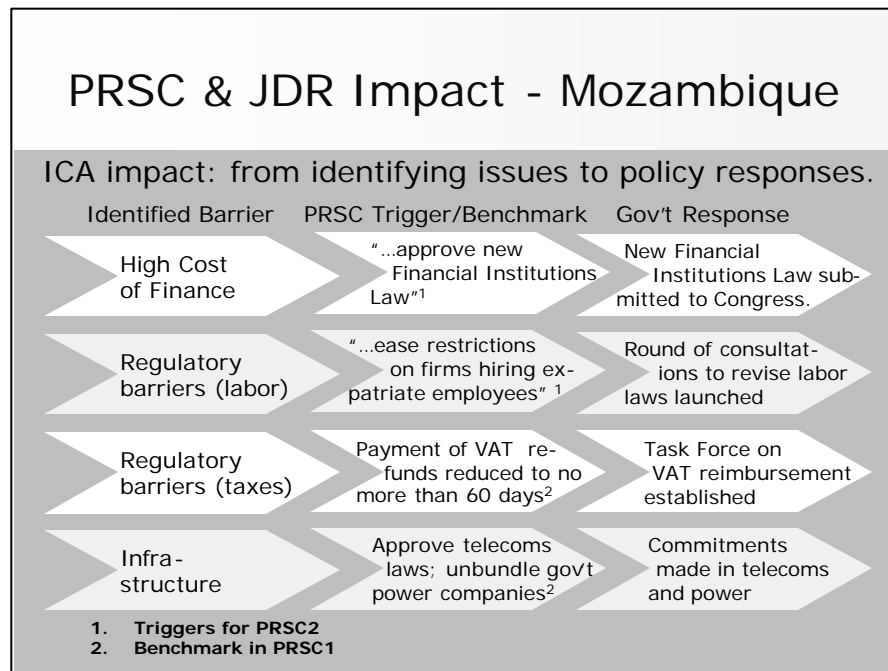 PRSC & JDR Impact - Mozambique
ICA impact: from identifying issues to policy responses.
Identified Barrier PRSC Trigger/Benchmark Gov't Response
High Cost
of Finance
“…approve new
Financial Institutions
Law”1
New Financial
Institutions Law sub-
mitted to Congress.
Regulatory
barriers (labor)
“…ease restrictions
on firms hiring ex-
patriate employees” 1
Round of consultat-
ions to revise labor
laws launched
Regulatory
barriers (taxes)
Payment of VAT re-
funds reduced to no
more than 60 days2
Task Force on
VAT reimbursement
established
Infra-
structure
Approve telecoms
laws; unbundle gov't
power companies2
Commitments
made in telecoms
and power
1. Triggers for PRSC2
2. Benchmark in PRSC1